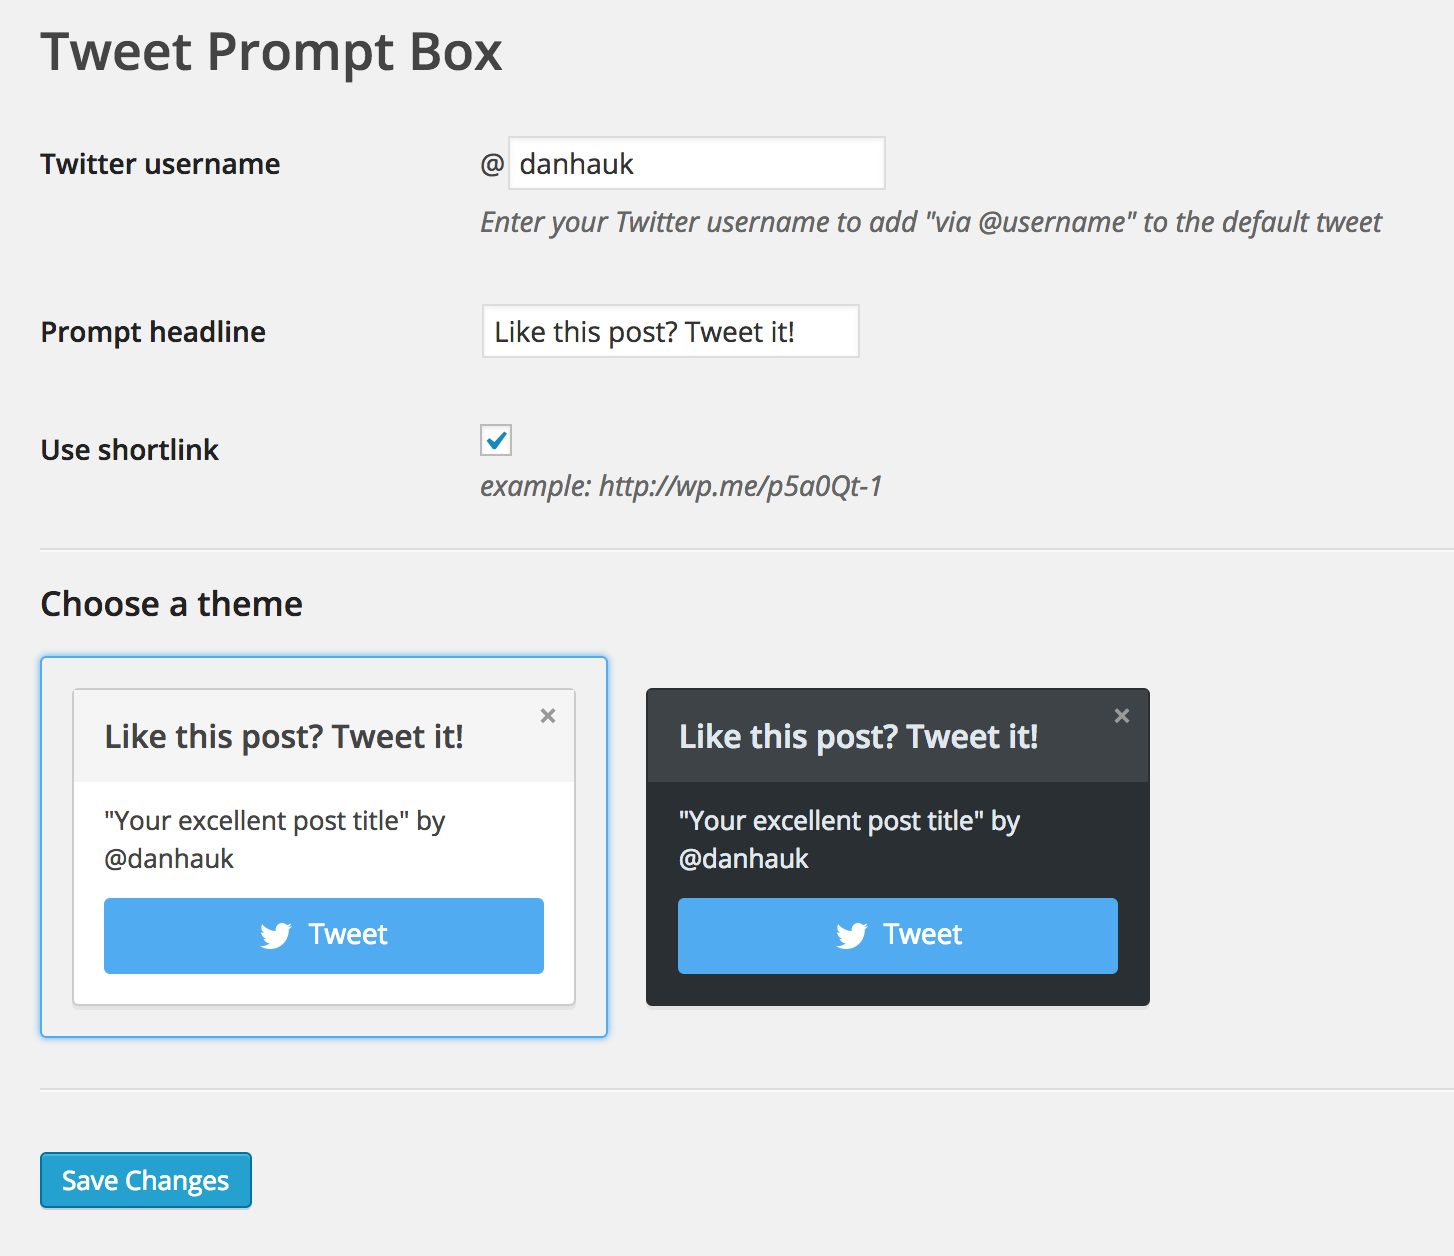 Tweet Prompt Box
Twitter username
@ danhauk
Enter your Twitter username to add "via @username" to the default tweet
Prompt headline
Like this post? Tweet it!
Use shortlink
example: http://wp.me/p5a0Qt-1
Choose a theme
Like this post? Tweet it!
×
"Your excellent post title" by
@danhauk
Tweet
Like this post? Tweet it!
×
"Your excellent post title" by
@danhauk
Tweet
Save Changes